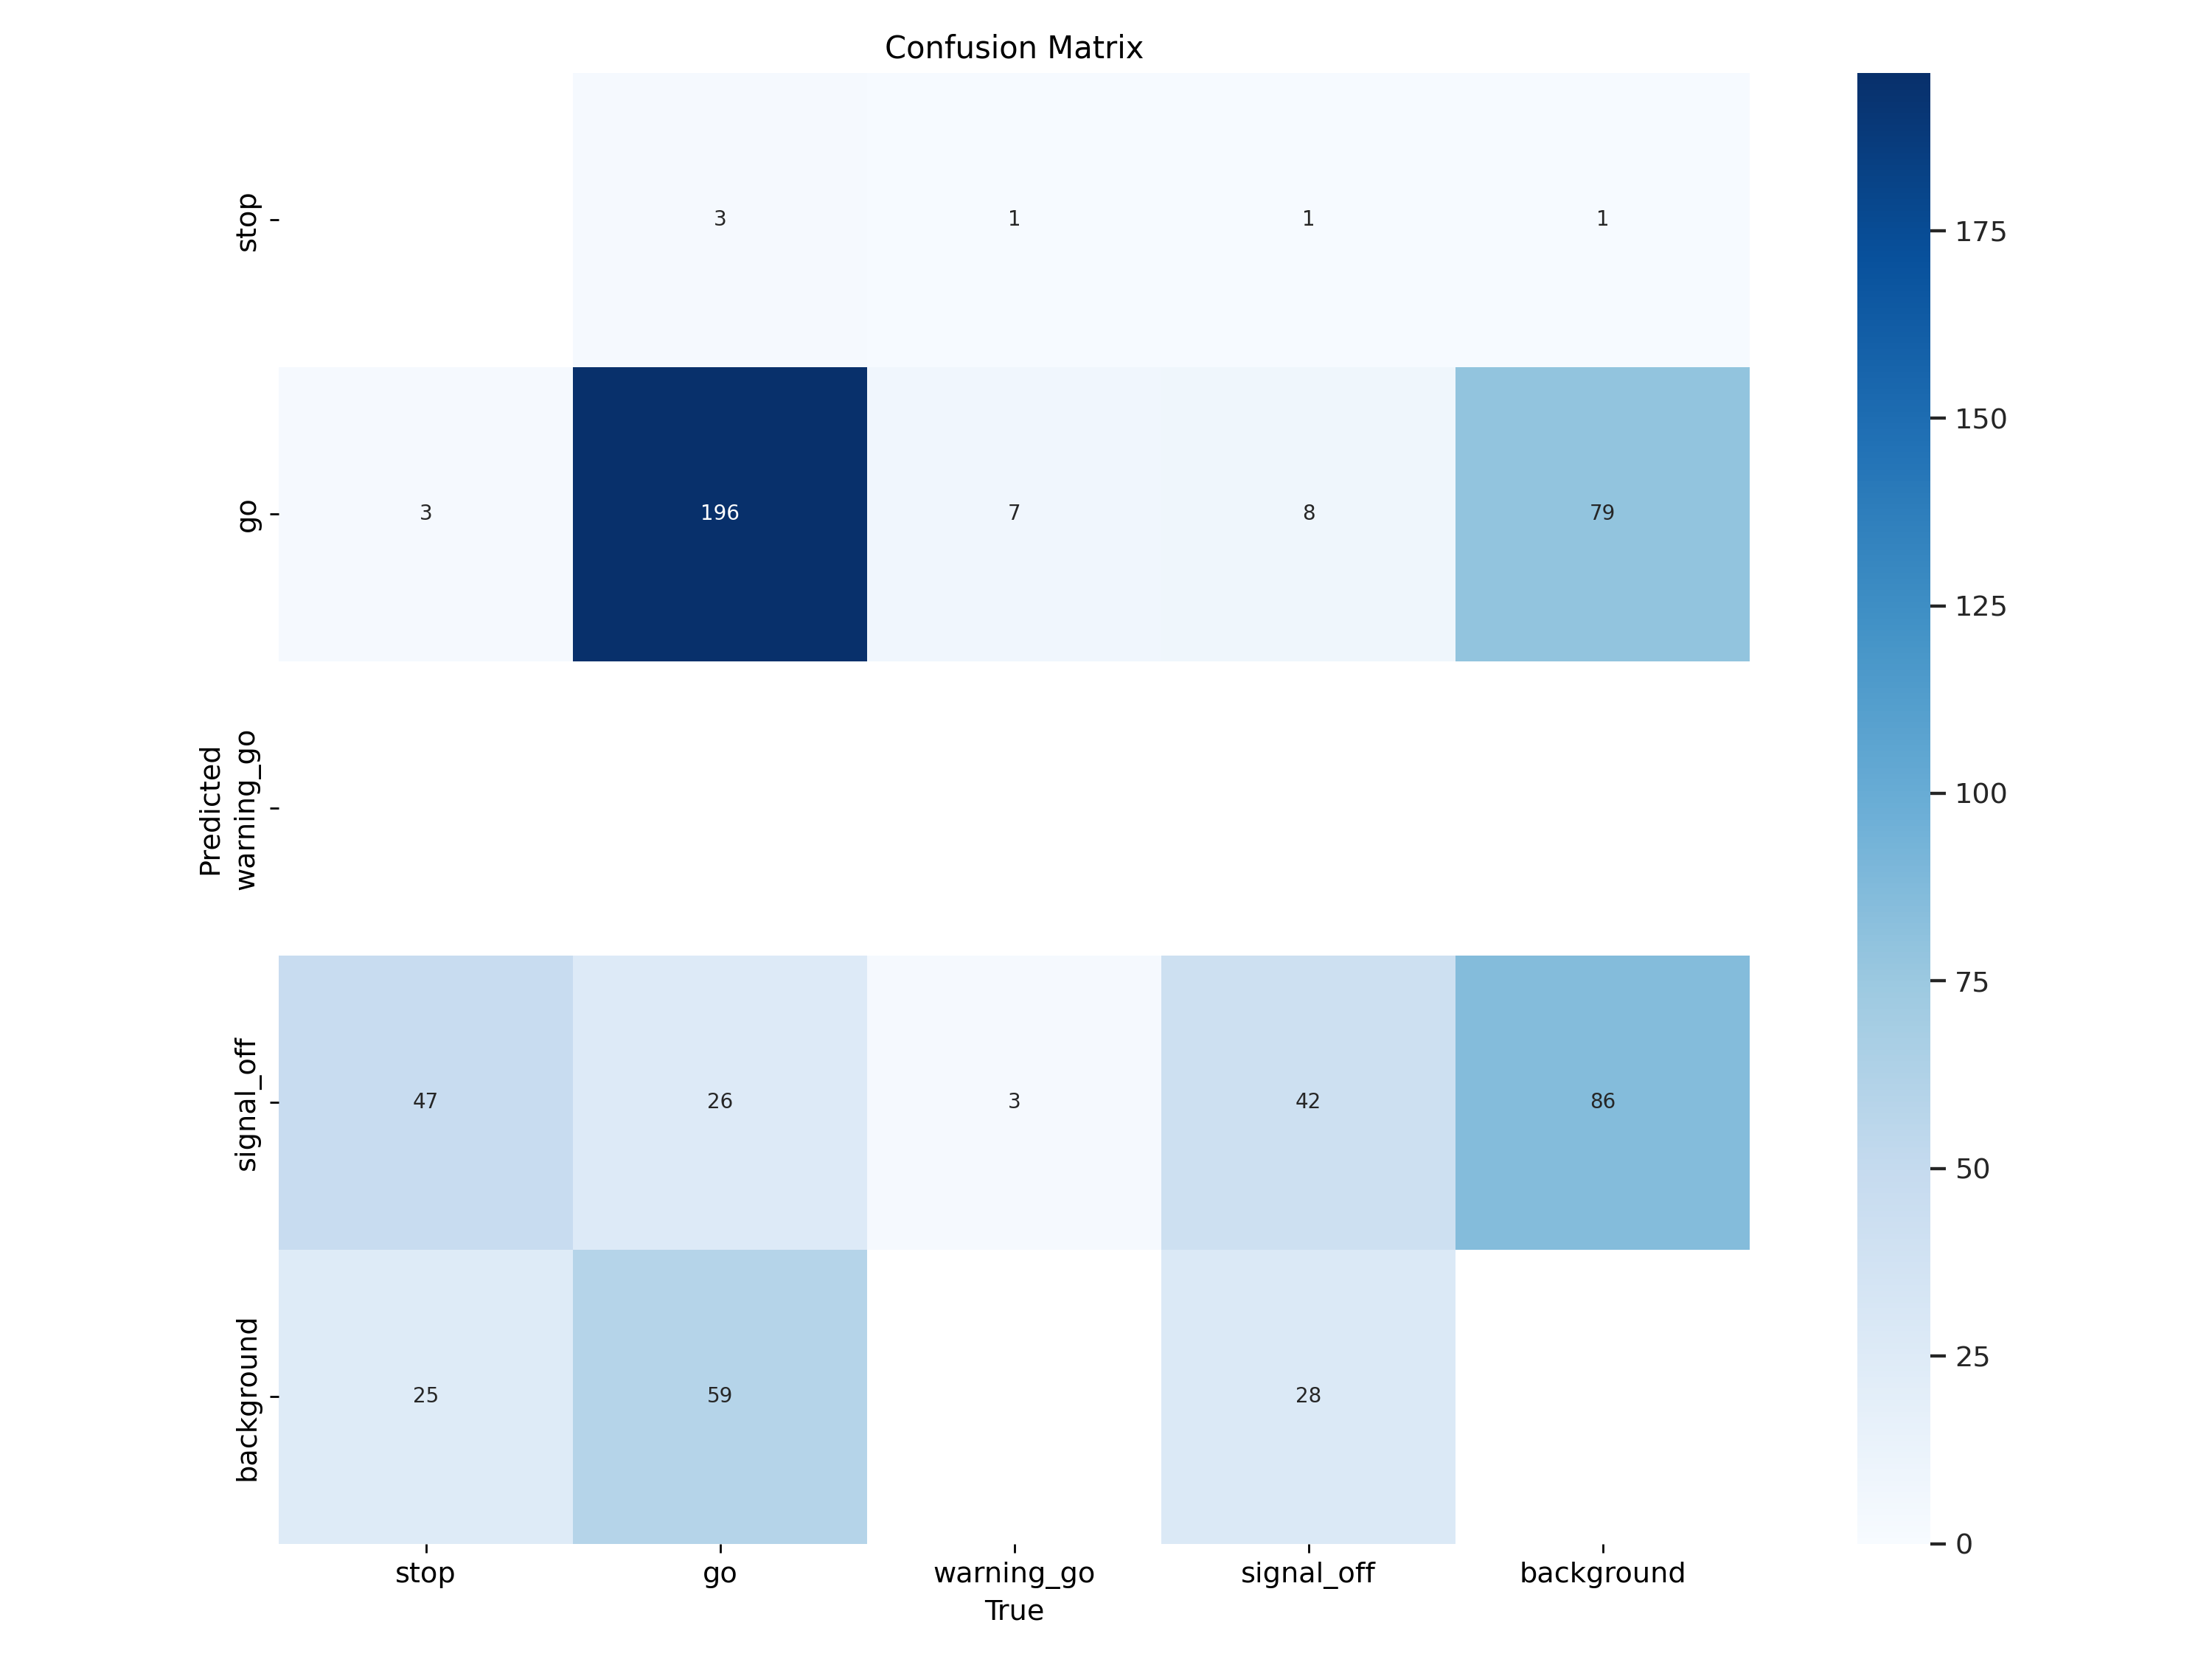 Confusion Matrix
stop
3
1
1
1
go
3
196
7
8
79
Predicted
warning_go
signal_off
47
26
3
42
86
background
25
59
28
stop
go
warning_go
signal_off
background
True
175
150
125
100
75
50
25
0